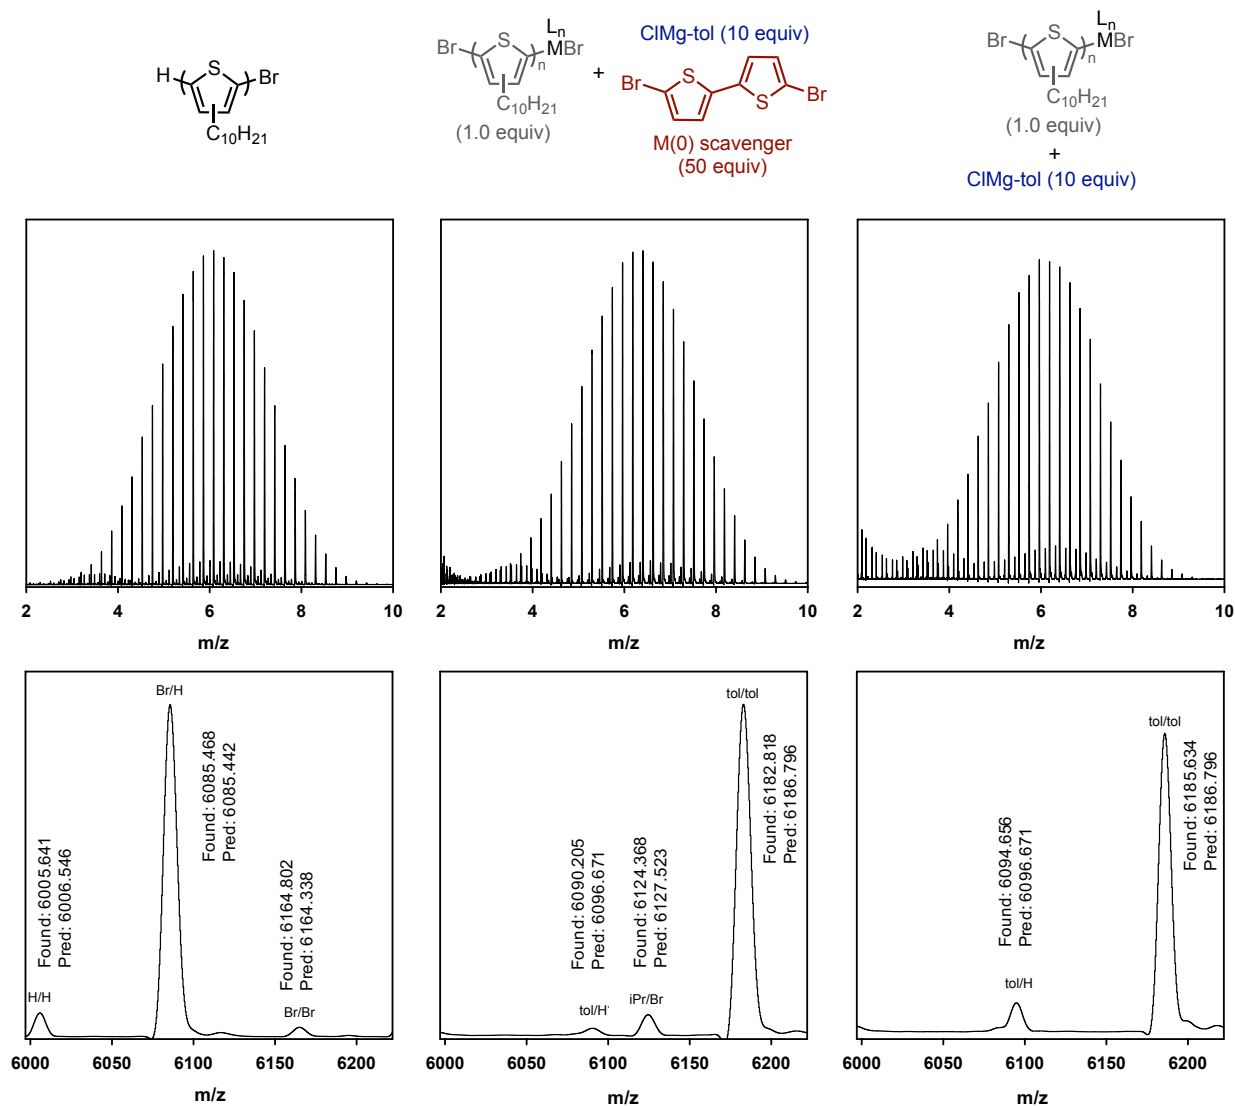 H
S
Br
C10H21
Br
S
n
Ln
MBr
C10H21
(1.0 equiv)
+
ClMg-tol (10 equiv)
Br
S
S
Br
M(0) scavenger
(50 equiv)
Br
S
n
Ln
MBr
C10H21
(1.0 equiv)
+
ClMg-tol (10 equiv)
2 4 6 8 10
m/z
2 4 6 8 10
m/z
2 4 6 8 10
m/z
H/H
Found: 6005.641
Pred: 6006.546
Br/H
Found: 6085.468
Pred: 6085.442
Br/Br
Found: 6164.802
Pred: 6164.338
6000 6050 6100 6150 6200
m/z
tol/H
Found: 6090.205
Pred: 6096.671
iPr/Br
Found: 6124.368
Pred: 6127.523
tol/tol
Found: 6182.818
Pred: 6186.796
6000 6050 6100 6150 6200
m/z
tol/H
Found: 6094.656
Pred: 6096.671
tol/tol
Found: 6185.634
Pred: 6186.796
6000 6050 6100 6150 6200
m/z